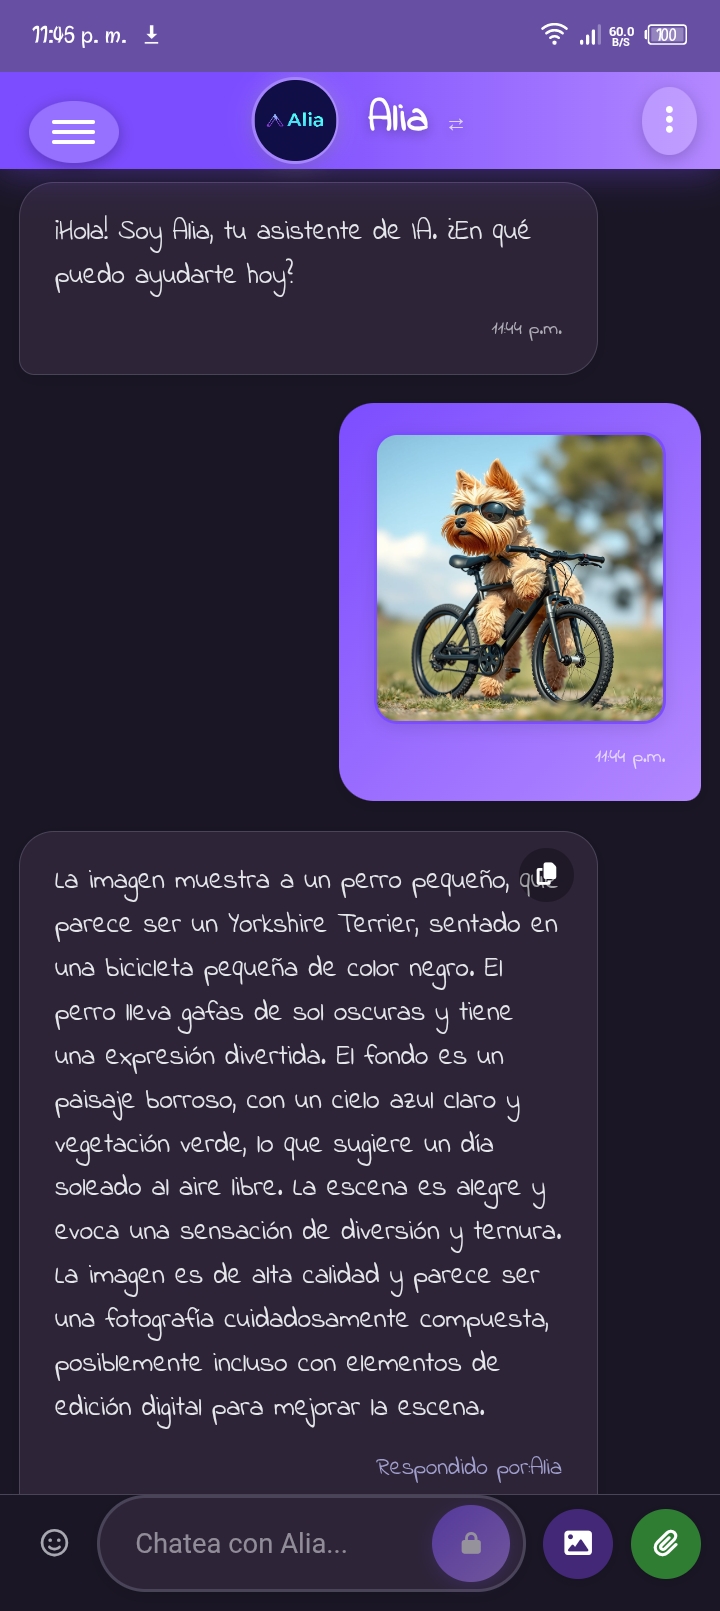 11:46 p. m.
60.0
B/S
100
Alia
Alia
¡Hola! Soy Alia, tu asistente de IA. ¿En qué
puedo ayudarte hoy?
11:44 p.m.
11:44 p.m.
La imagen muestra a un perro pequeño, que
parece ser un Yorkshire Terrier, sentado en
una bicicleta pequeña de color negro. El
perro lleva gafas de sol oscuras y tiene
una expresión divertida. El fondo es un
paisaje borroso, con un cielo azul claro y
vegetación verde, lo que sugiere un día
soleado al aire libre. La escena es alegre y
evoca una sensación de diversión y ternura.
La imagen es de alta calidad y parece ser
una fotografía cuidadosamente compuesta,
posiblemente incluso con elementos de
edición digital para mejorar la escena.
Respondido por:Alia
Chatea con Alia...